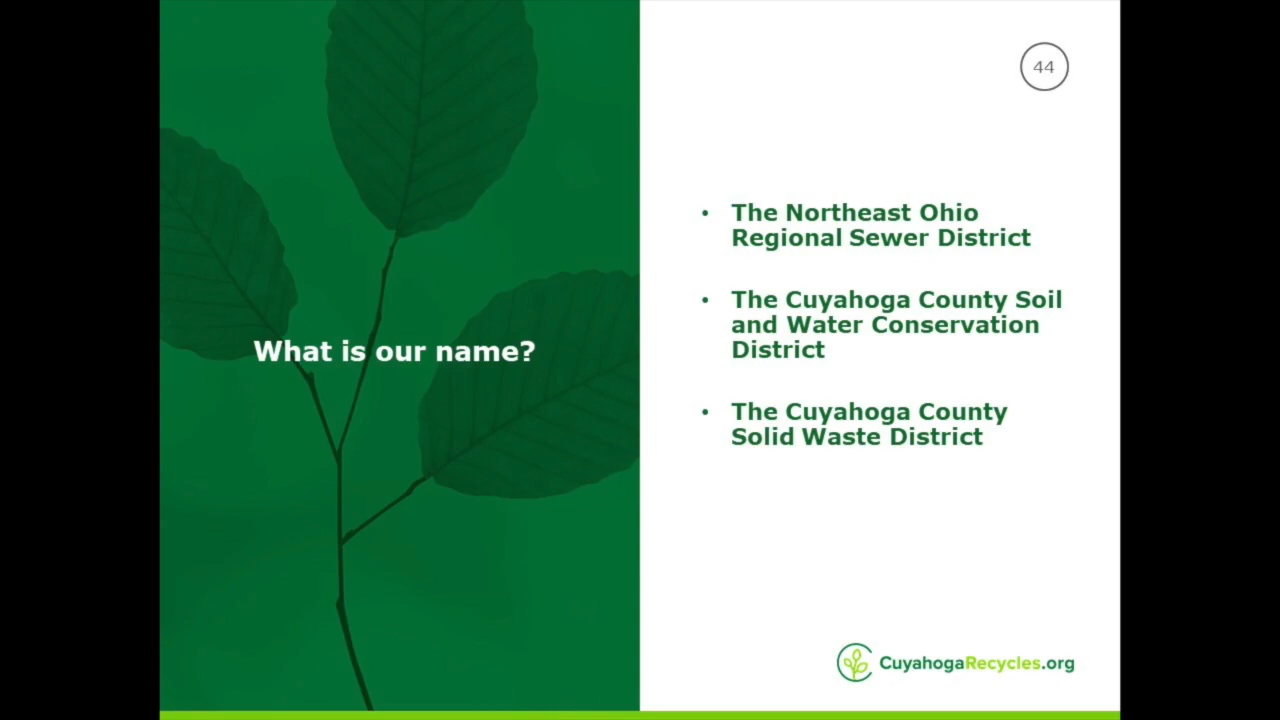 What is our name?
44
• The Northeast Ohio
Regional Sewer District
• The Cuyahoga County Soil
and Water Conservation
District
• The Cuyahoga County
Solid Waste District
CuyahogaRecycles.org